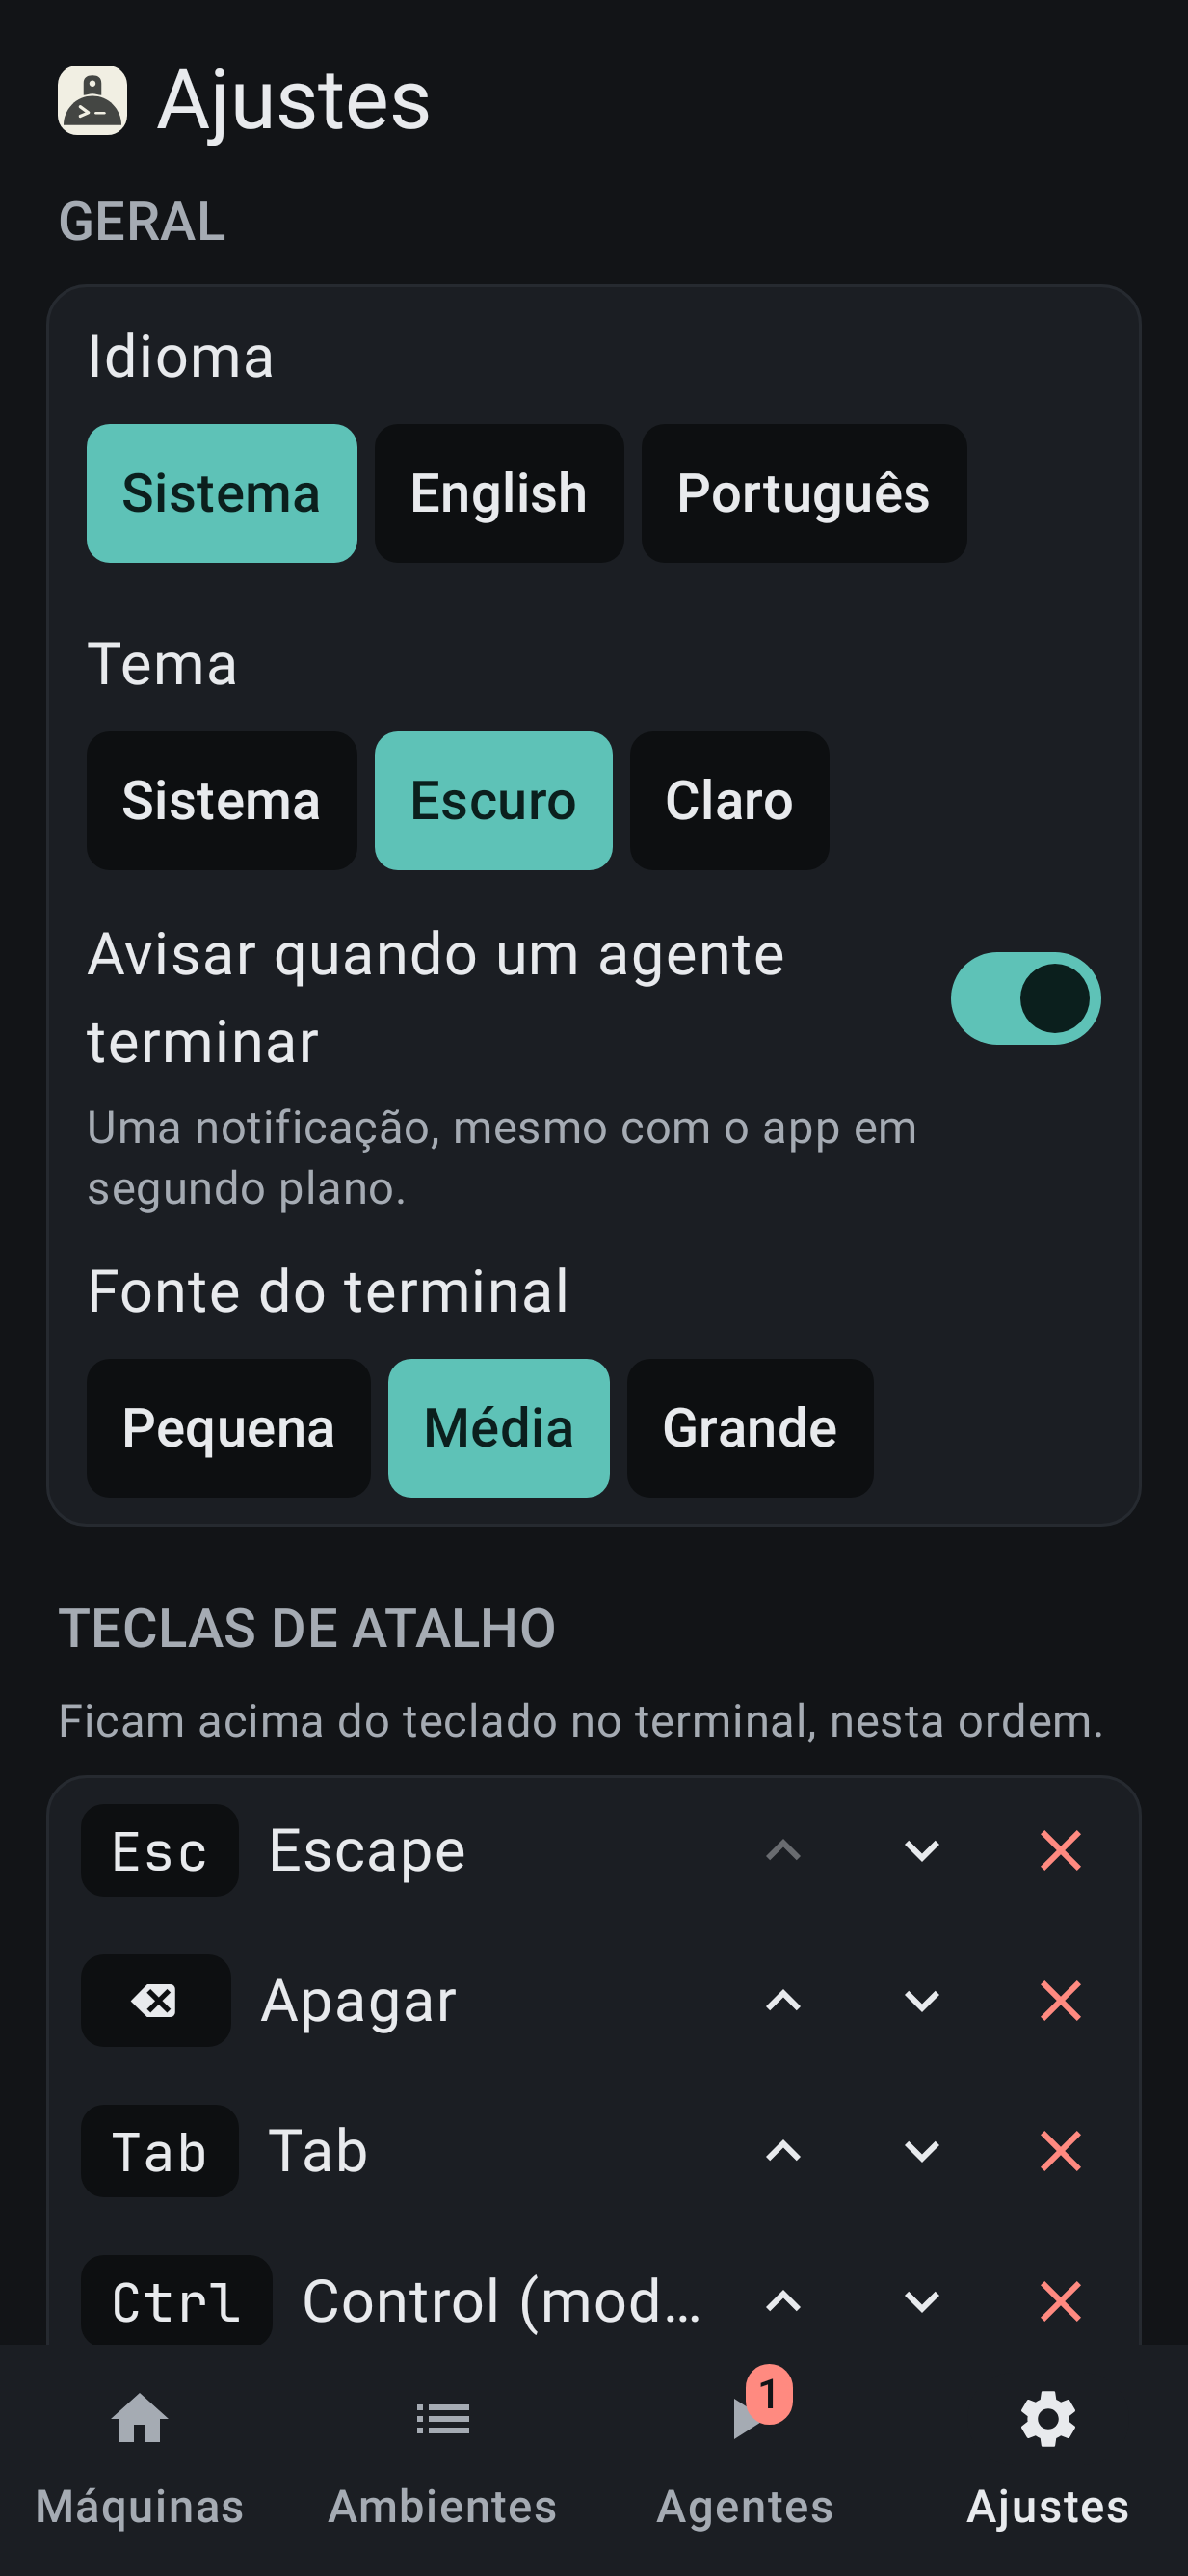 Ajustes
GERAL
Idioma
Sistema English Português
Tema
Sistema Escuro Claro
Avisar quando um agente
terminar
Uma notificação, mesmo com o app em
segundo plano.
Fonte do terminal
Pequena Média Grande
TECLAS DE ATALHO
Ficam acima do teclado no terminal, nesta ordem.
Esc Escape
Apagar
Tab Tab
Ctrl Control (mod…
1
Máquinas Ambientes Agentes Ajustes